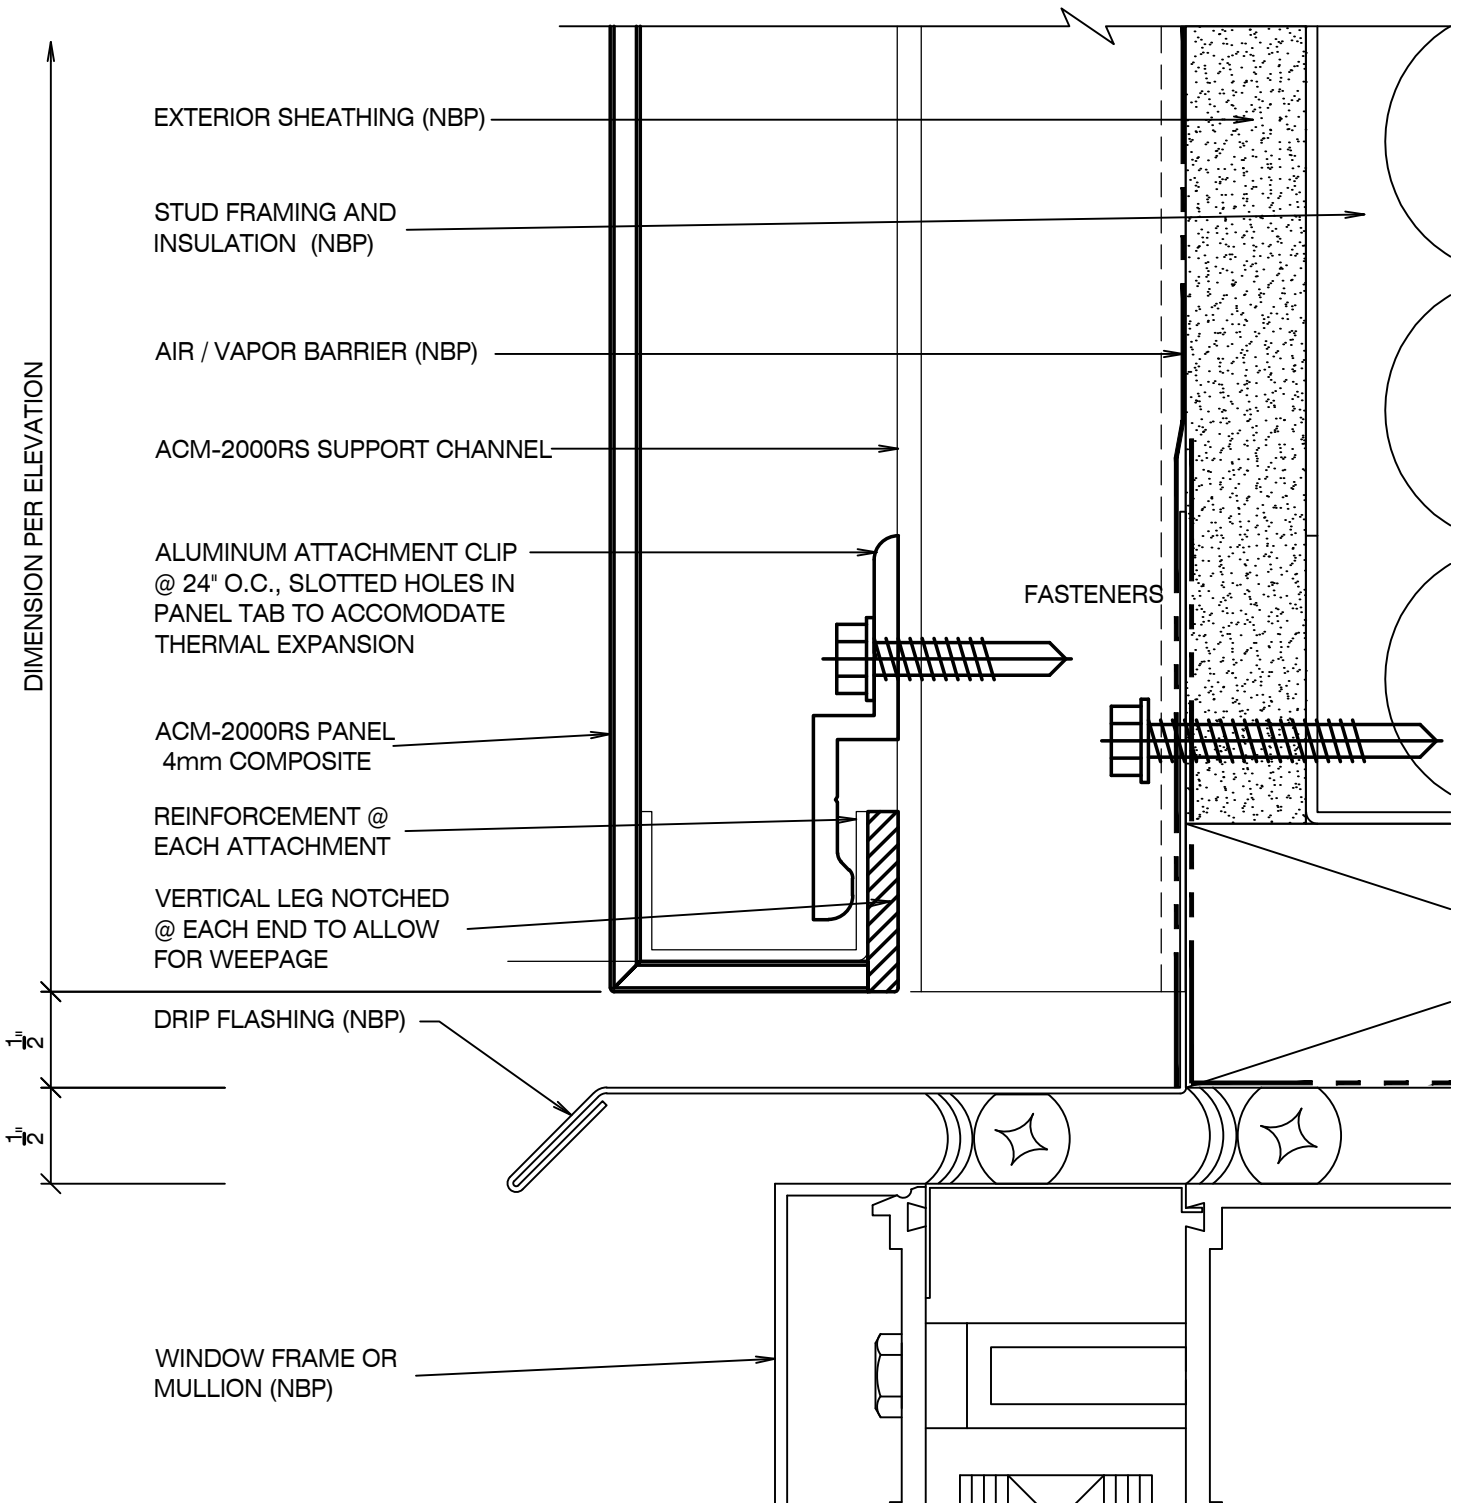 EXTERIOR SHEATHING (NBP)
STUD FRAMING AND
INSULATION (NBP)
AIR / VAPOR BARRIER (NBP)
ACM-2000RS SUPPORT CHANNEL
ALUMINUM ATTACHMENT CLIP
@ 24" O.C., SLOTTED HOLES IN
PANEL TAB TO ACCOMODATE
THERMAL EXPANSION
FASTENERS
DIMENSION PER ELEVATION
ACM-2000RS PANEL
4mm COMPOSITE
REINFORCEMENT @
EACH ATTACHMENT
VERTICAL LEG NOTCHED
@ EACH END TO ALLOW
FOR WEEPAGE
DRIP FLASHING (NBP)
1/2"
1/2"
WINDOW FRAME OR
MULLION (NBP)